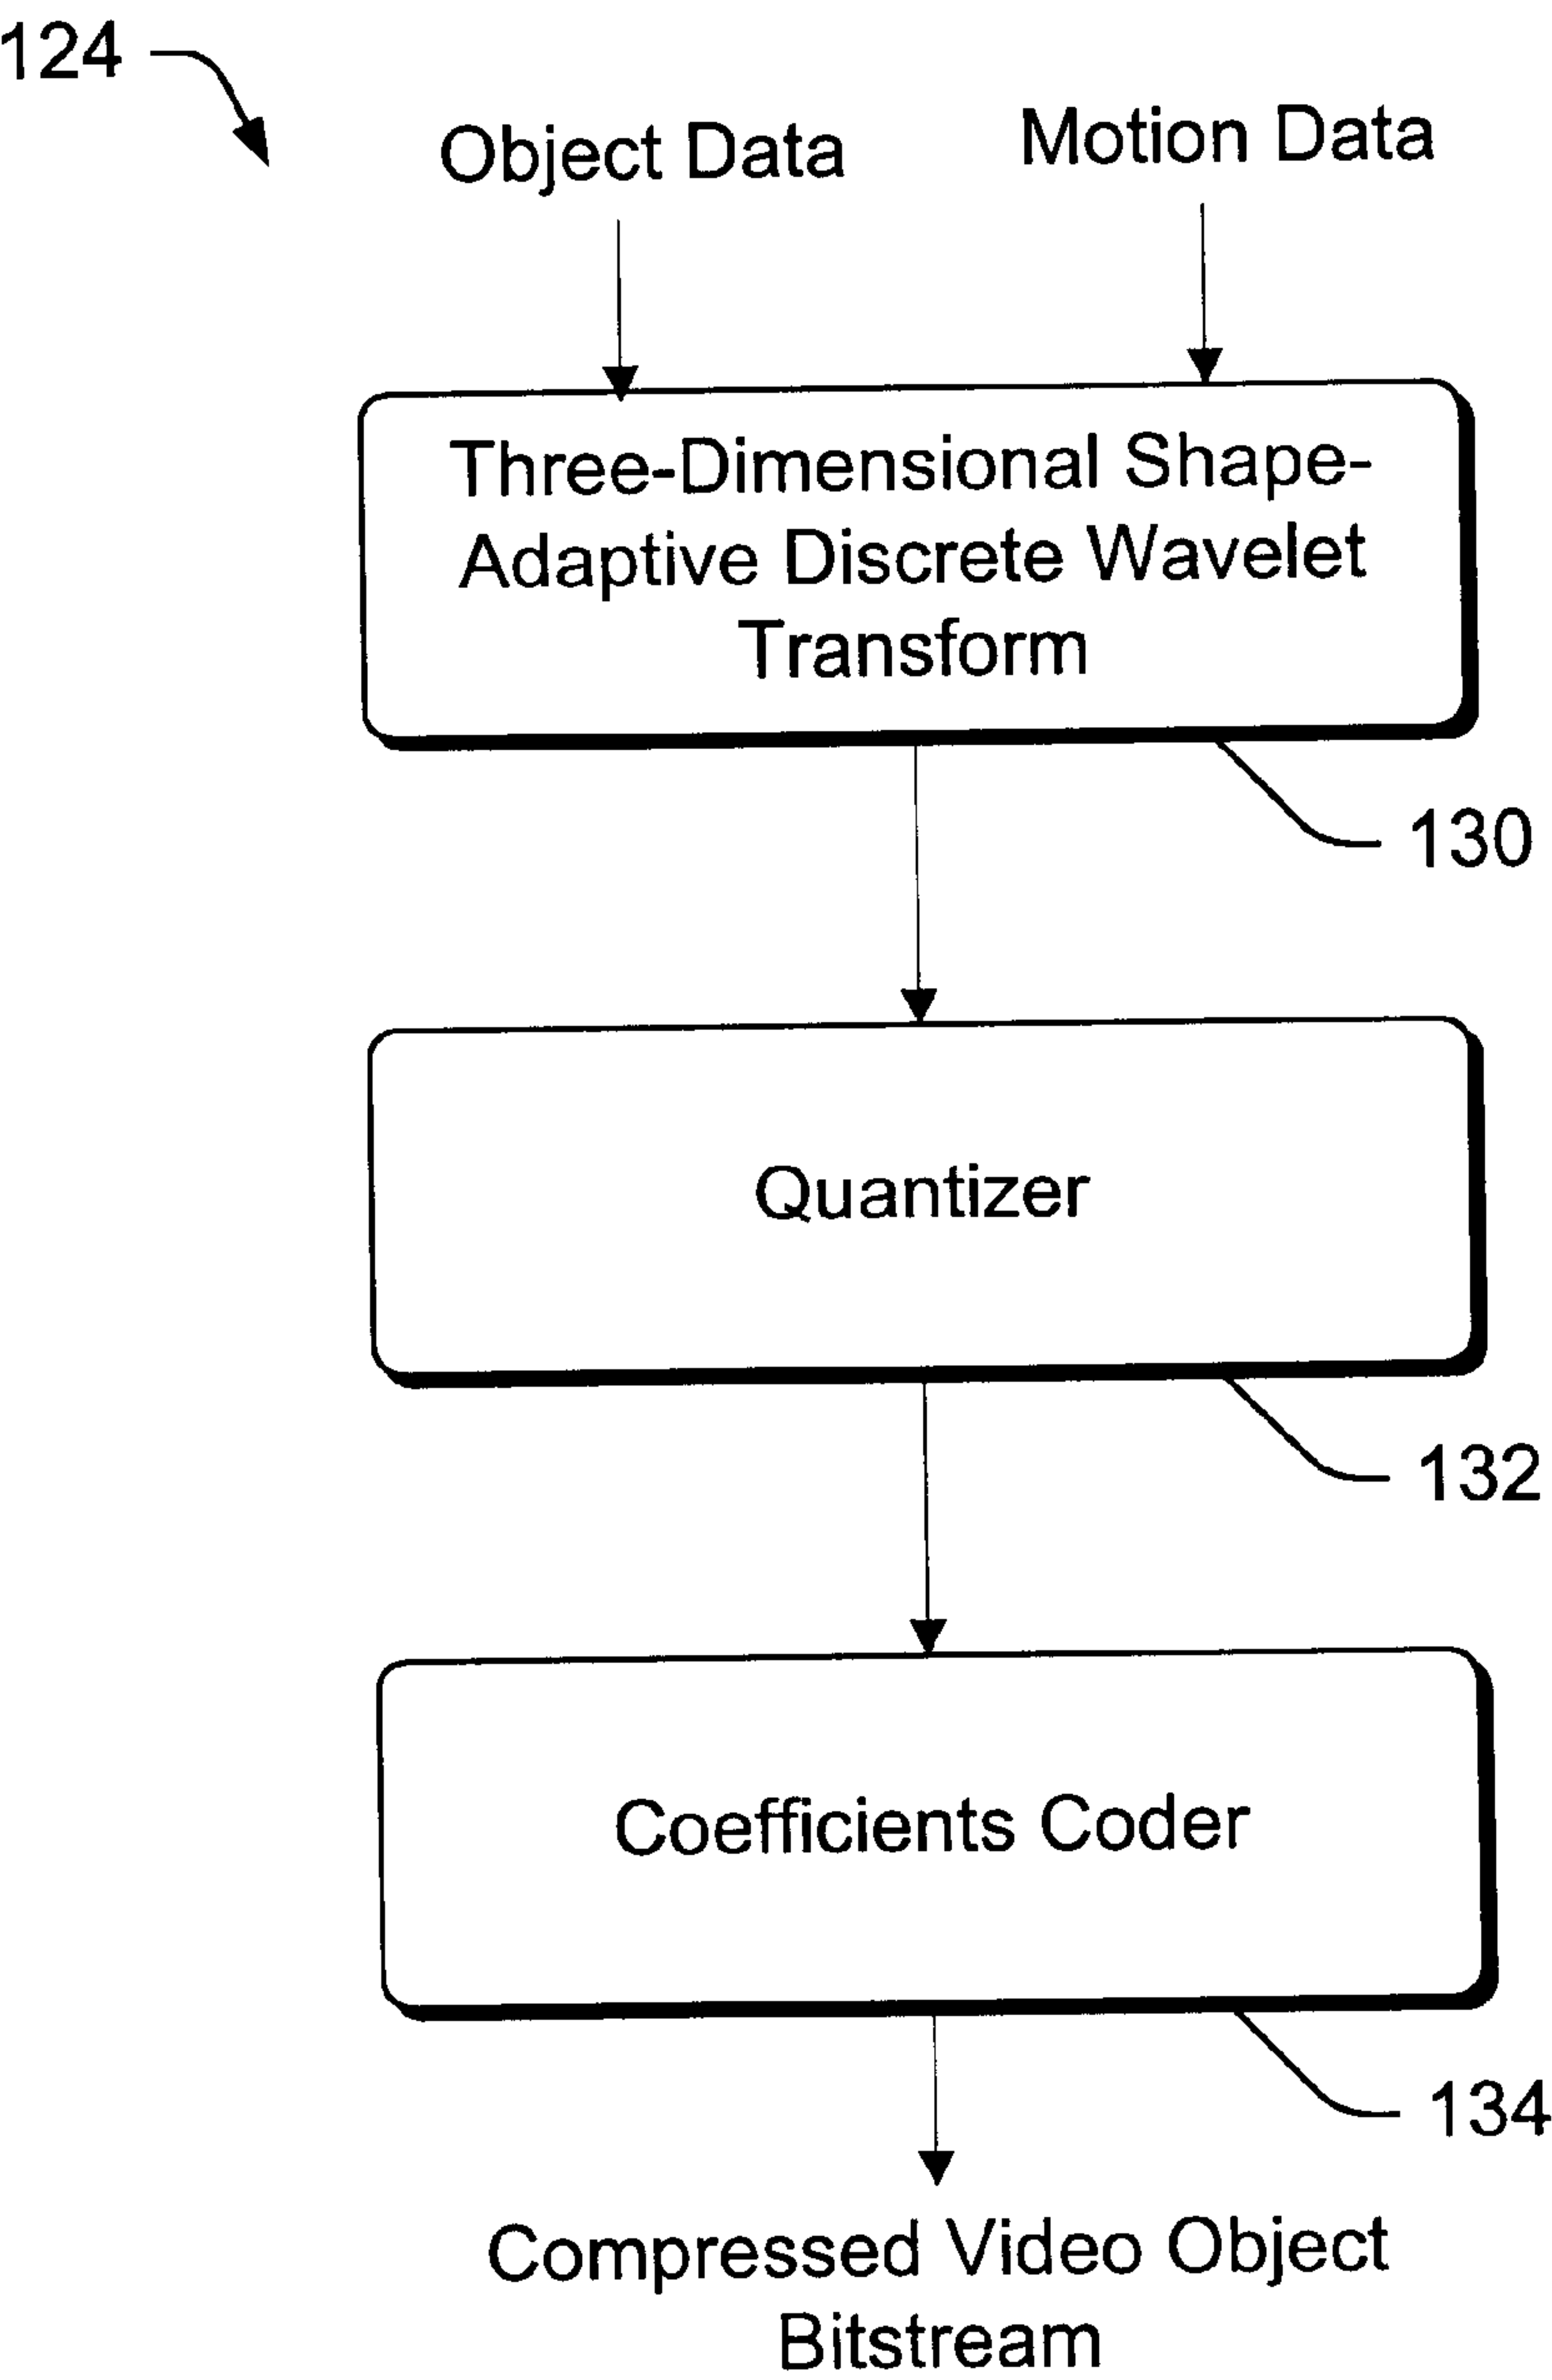 124
Object Data
Motion Data
Three-Dimensional Shape-
Adaptive Discrete Wavelet
Transform
130
Quantizer
132
Coefficients Coder
134
Compressed Video Object
Bitstream